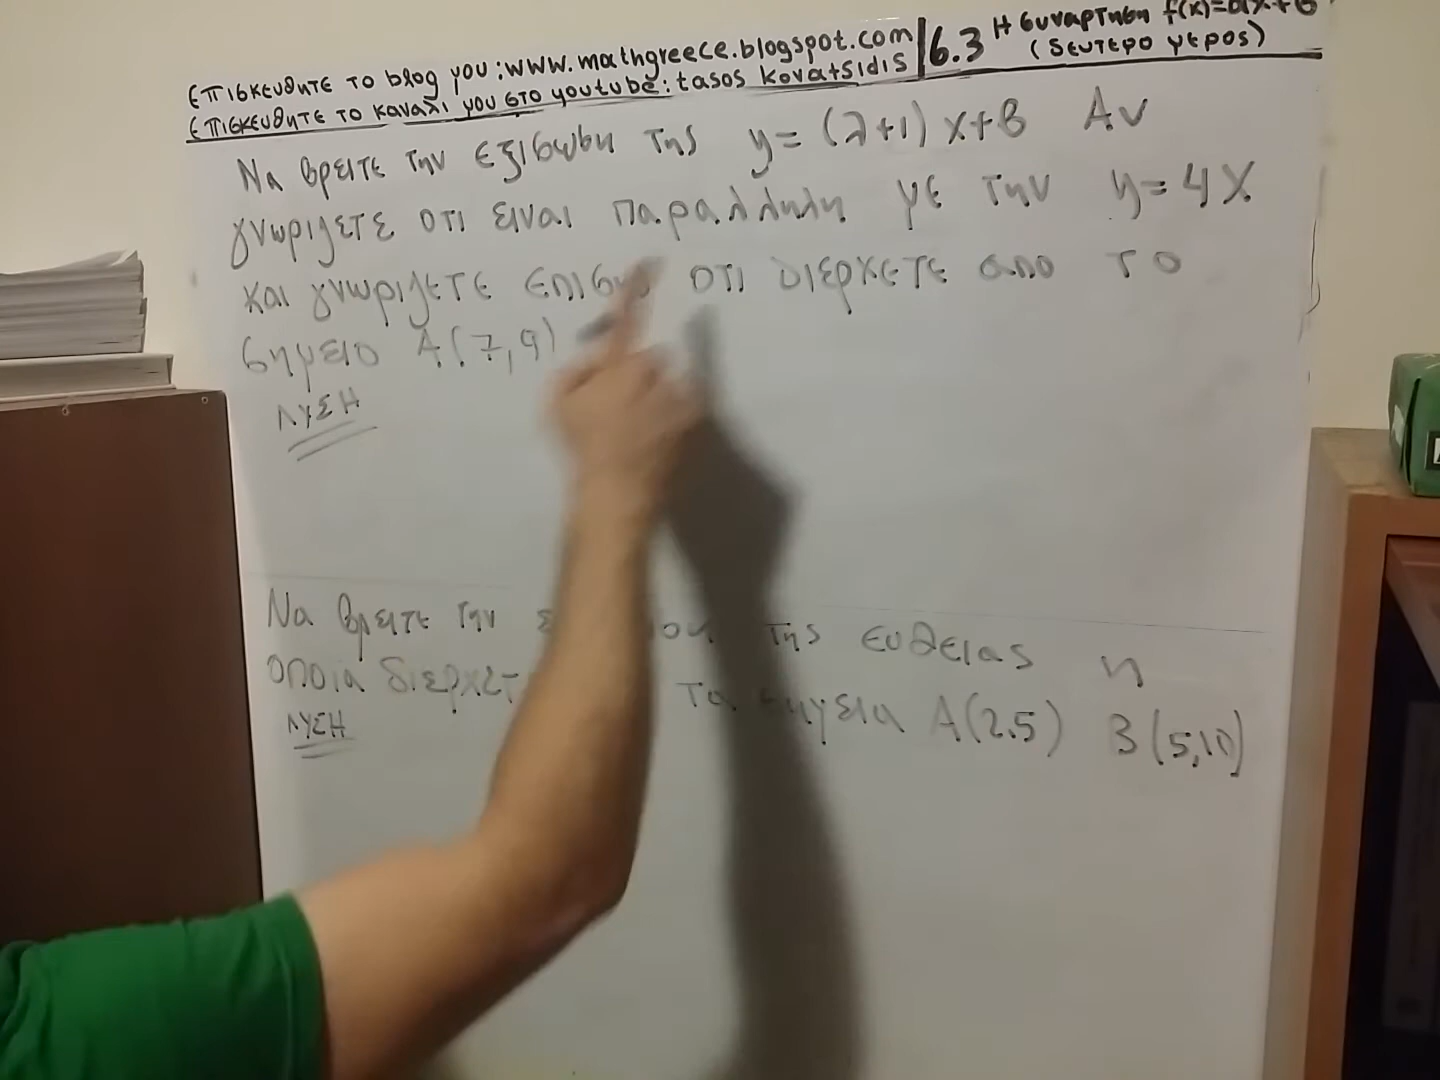 επισκευθητε το blog μου: www.mathgreece.blogspot.com
επισκευθητε το καναλι μου στο youtube: tasos kovatsidis
6.3 Η συναρτηση f(x)=αx+β
(δευτερο μερος)
Να βρειτε την εξισωση της y=(λ+1)x+β Αν
γνωριζετε οτι ειναι παραλληλη με την y=4x
και γνωριζετε επισης οτι διερχετε απο το
σημειο A(7,9)
ΛΥΣΗ
Να βρειτε την της ευθειας η
οποια τα σημεια A(2.5) B(5,10)
ΛΥΣΗ